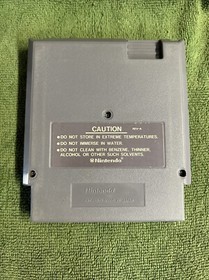 CAUTION
●DO NOT STORE IN EXTREME TEMPERATURES.
●DO NOT IMMERSE IN WATER.
●DO NOT CLEAN WITH BENZENE, THINNER,
ALCOHOL OR OTHER SUCH SOLVENTS.
Nintendo
Nintendo